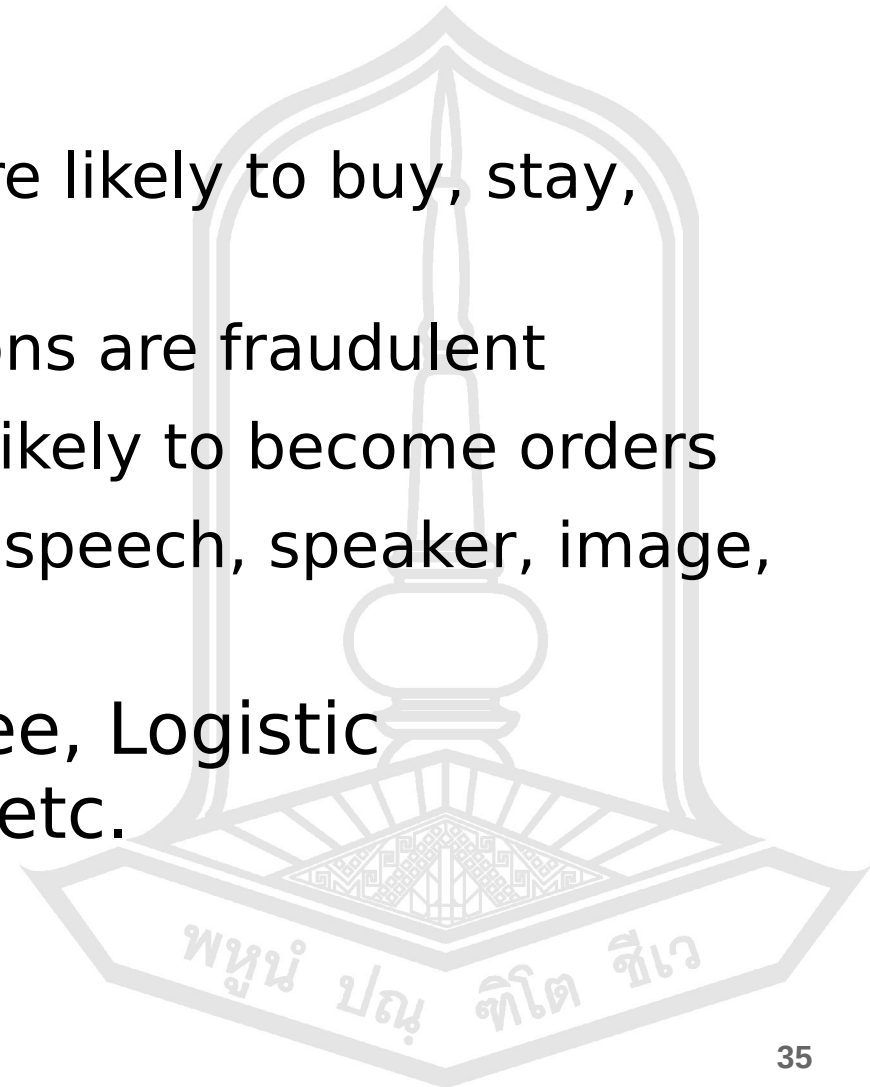 re likely to buy, stay,
ons are fraudulent
ikely to become orders
speech, speaker, image,
ee, Logistic
etc.
พหูนํ ปณฺฑิโต ชีเว
35